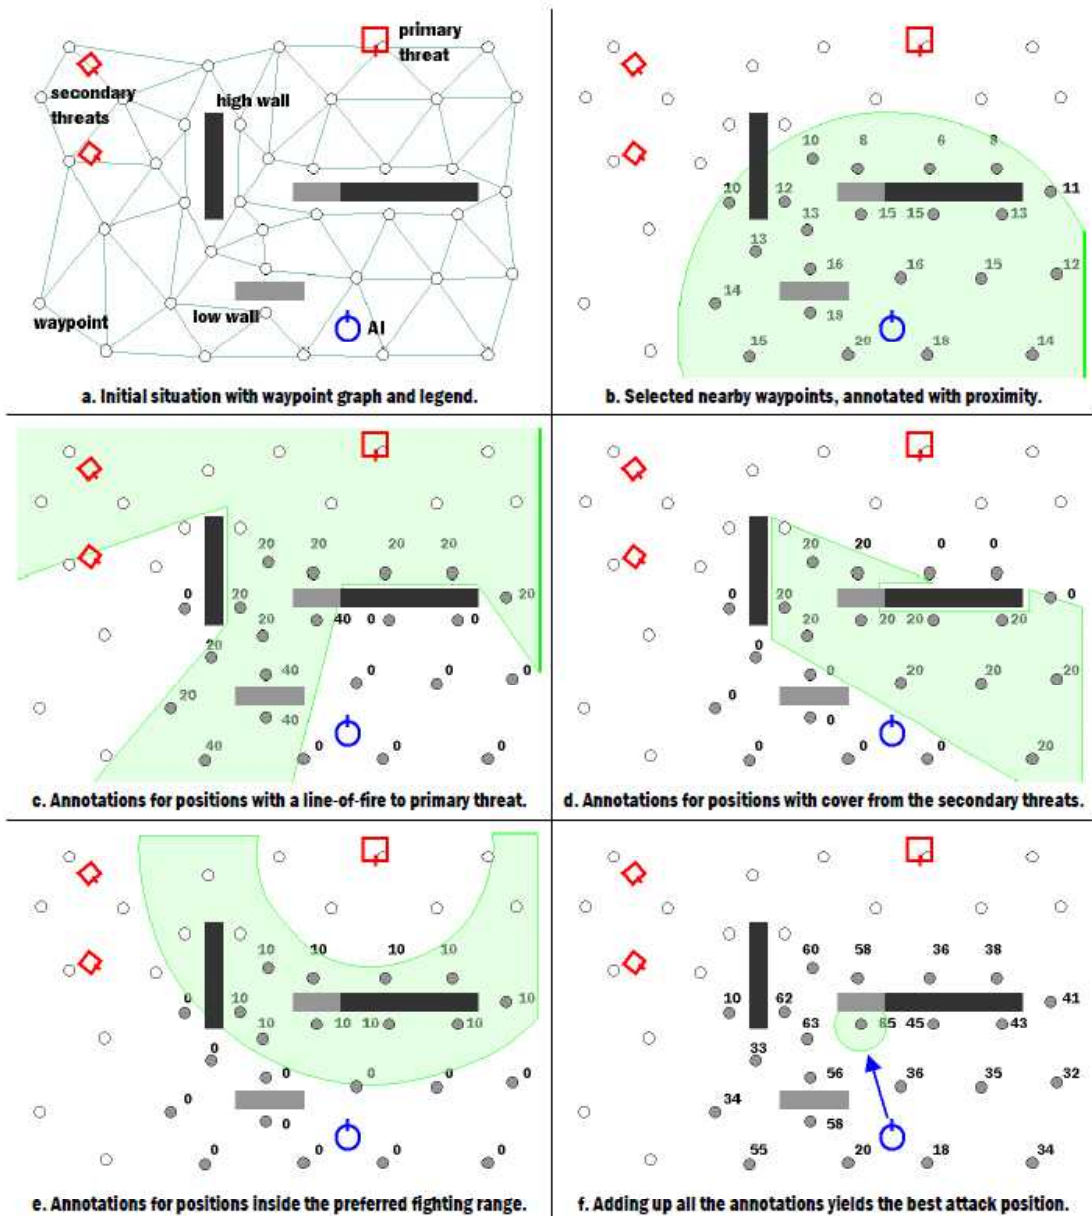 primary
threat
secondary
threats
high wall
waypoint
low wall
AI
a. Initial situation with waypoint graph and legend.
10 8 6 8
10 12 11
13 15 15 13
13
16 16 15 12
14 18
15 20 18 14
b. Selected nearby waypoints, annotated with proximity.
20 20 20 20
0 20 20
20 40 0 0
20
40 0 0 0
20 40
40 0 0 0
c. Annotations for positions with a line-of-fire to primary threat.
20 20 0 0
0 20 0
20 20 20 20
0
0 20 20 20
0 0
0 0 0 20
d. Annotations for positions with cover from the secondary threats.
10 10 10 10
0 10 10
10 10 10 10
0
0 0 0 0
0 0
0 0 0 0
e. Annotations for positions inside the preferred fighting range.
60 58 36 38
10 62 41
63 85 45 43
33
56 36 35 32
34 58
55 20 18 34
f. Adding up all the annotations yields the best attack position.